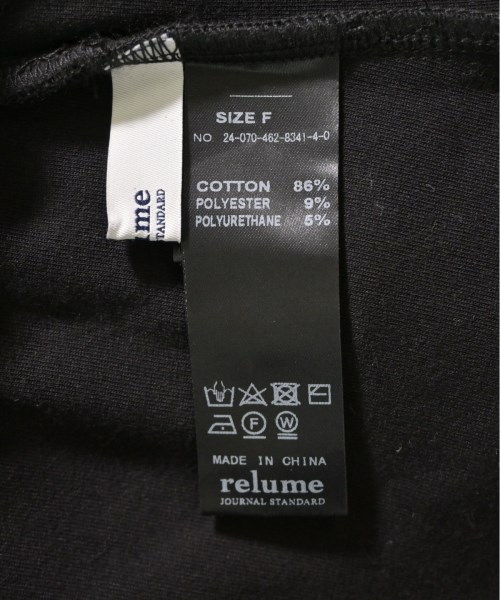 SIZE F
NO 24-070-462-8341-4-0
COTTON 86%
POLYESTER 9%
POLYURETHANE 5%
F W
MADE IN CHINA
relume
JOURNAL STANDARD
lume
STANDARD